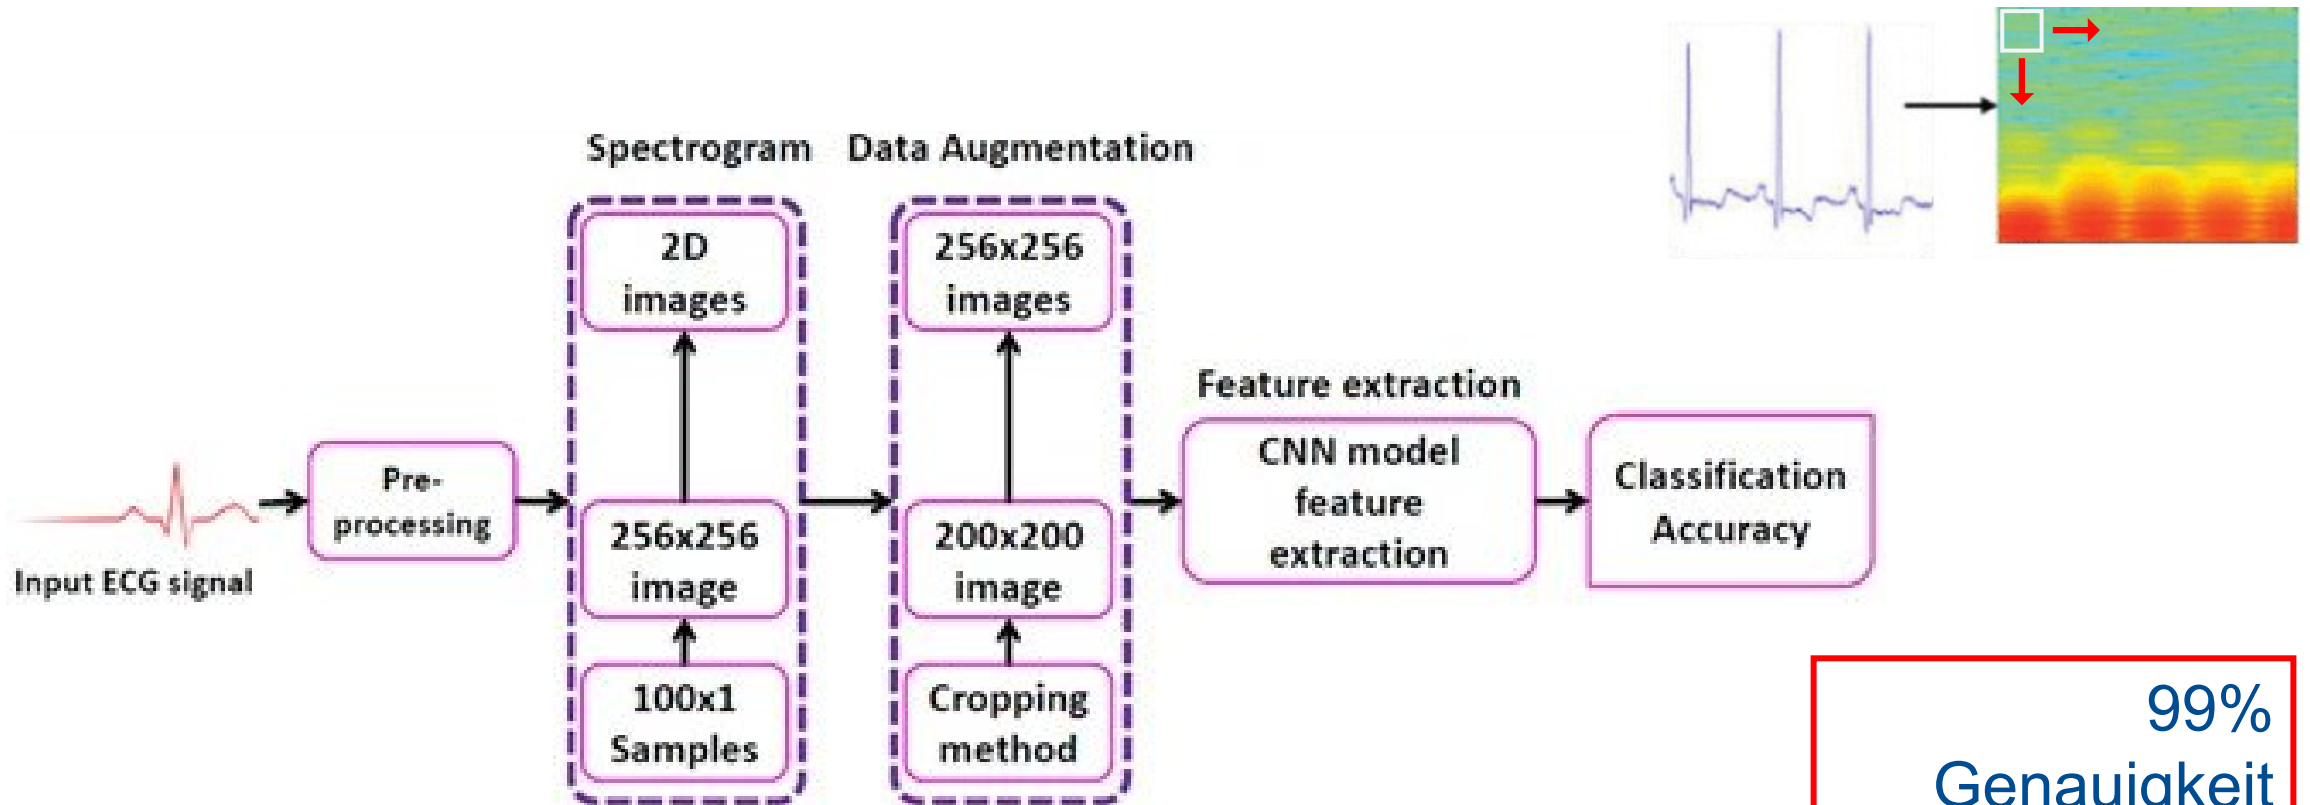 Spectrogram
Data Augmentation
2D
images
256x256
images
256x256
image
200x200
image
100x1
Samples
Cropping
method
Input ECG signal
Pre-
processing
Feature extraction
CNN model
feature
extraction
Classification
Accuracy
99%
Genauigkeit